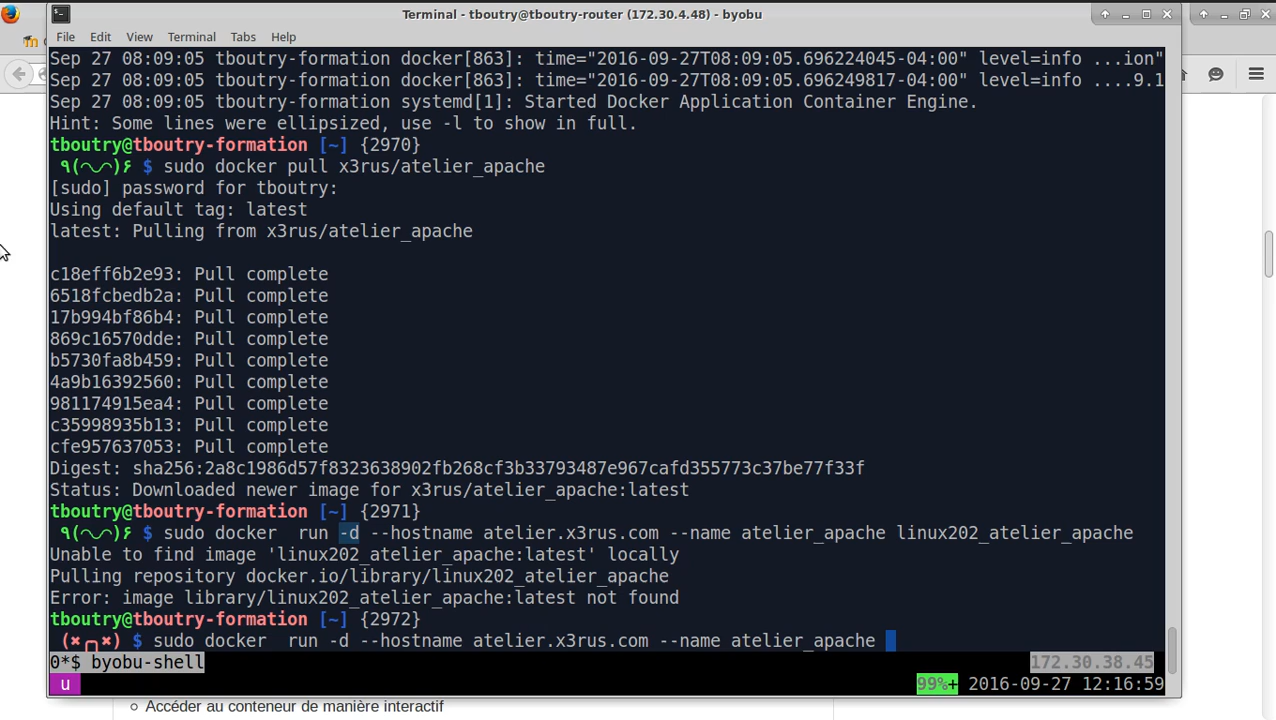 Terminal - tboutry@tboutry-router (172.30.4.48) - byobu
File Edit View Terminal Tabs Help
Sep 27 08:09:05 tboutry-formation docker[863]: time="2016-09-27T08:09:05.696224045-04:00" level=info ...ion"
Sep 27 08:09:05 tboutry-formation docker[863]: time="2016-09-27T08:09:05.696249817-04:00" level=info ....9.1
Sep 27 08:09:05 tboutry-formation systemd[1]: Started Docker Application Container Engine.
Hint: Some lines were ellipsized, use -l to show in full.
tboutry@tboutry-formation [~] {2970}
٩(◠◡◠)۶ $ sudo docker pull x3rus/atelier_apache
[sudo] password for tboutry:
Using default tag: latest
latest: Pulling from x3rus/atelier_apache
c18eff6b2e93: Pull complete
6518fcbedb2a: Pull complete
17b994bf86b4: Pull complete
869c16570dde: Pull complete
b5730fa8b459: Pull complete
4a9b16392560: Pull complete
981174915ea4: Pull complete
c35998935b13: Pull complete
cfe957637053: Pull complete
Digest: sha256:2a8c1986d57f8323638902fb268cf3b33793487e967cafd355773c37be77f33f
Status: Downloaded newer image for x3rus/atelier_apache:latest
tboutry@tboutry-formation [~] {2971}
٩(◠◡◠)۶ $ sudo docker  run -d --hostname atelier.x3rus.com --name atelier_apache linux202_atelier_apache
Unable to find image 'linux202_atelier_apache:latest' locally
Pulling repository docker.io/library/linux202_atelier_apache
Error: image library/linux202_atelier_apache:latest not found
tboutry@tboutry-formation [~] {2972}
(✖╭╮✖) $ sudo docker  run -d --hostname atelier.x3rus.com --name atelier_apache
0*$ byobu-shell 172.30.38.45
u 99%+ 2016-09-27 12:16:59
Accéder au conteneur de manière interactif